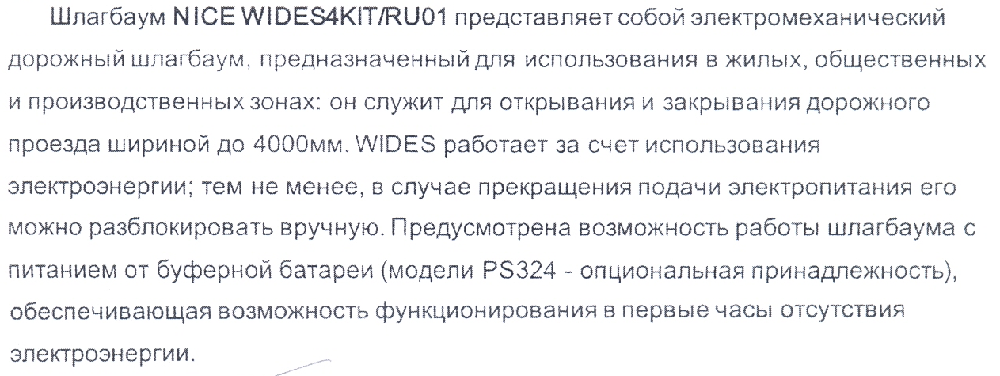 Шлагбаум NICE WIDES4KIT/RU01 представляет собой электромеханический
дорожный шлагбаум, предназначенный для использования в жилых, общественных
и производственных зонах: он служит для открывания и закрывания дорожного
проезда шириной до 4000мм. WIDES работает за счет использования
электроэнергии; тем не менее, в случае прекращения подачи электропитания его
можно разблокировать вручную. Предусмотрена возможность работы шлагбаума с
питанием от буферной батареи (модели PS324 - опциональная принадлежность),
обеспечивающая возможность функционирования в первые часы отсутствия
электроэнергии.